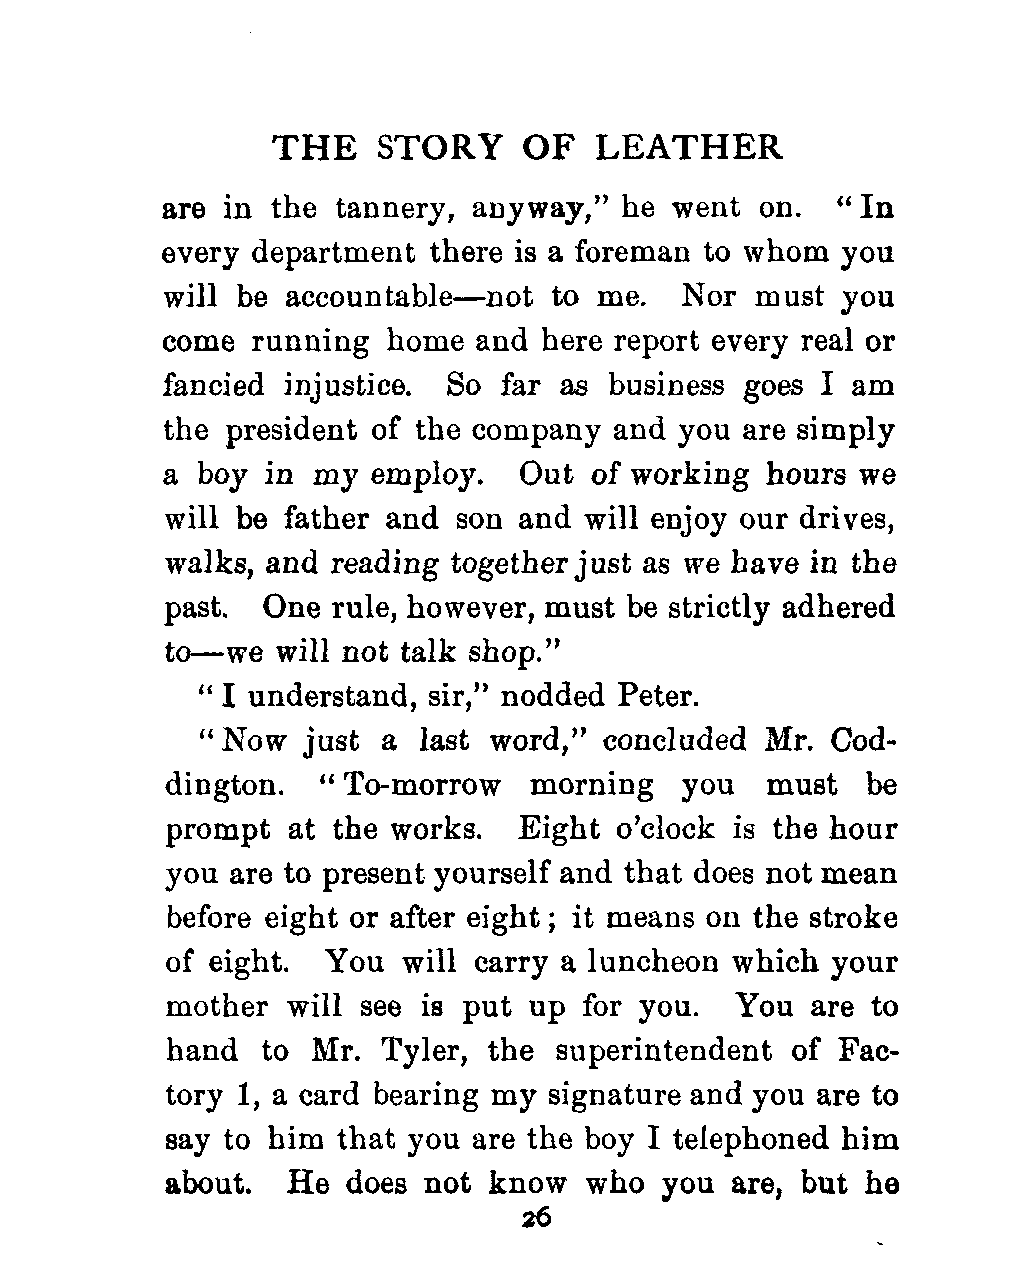 THE STORY OF LEATHER
are in the tannery, anyway,” he went on. “ In
every department there is a foreman to whom you
will be accountable—not to me. Nor must you
come running home and here report every real or
fancied injustice. So far as business goes I am
the president of the company and you are simply
a boy in my employ. Out of working hours we
will be father and son and will enjoy our drives,
walks, and reading together just as we have in the
past. One rule, however, must be strictly adhered
to—we will not talk shop.”
“ I understand, sir,” nodded Peter.
“ Now just a last word,” concluded Mr. Cod-
dington. “ To-morrow morning you must be
prompt at the works. Eight o’clock is the hour
you are to present yourself and that does not mean
before eight or after eight ; it means on the stroke
of eight. You will carry a luncheon which your
mother will see is put up for you. You are to
hand to Mr. Tyler, the superintendent of Fac-
tory 1, a card bearing my signature and you are to
say to him that you are the boy I telephoned him
about. He does not know who you are, but he
26